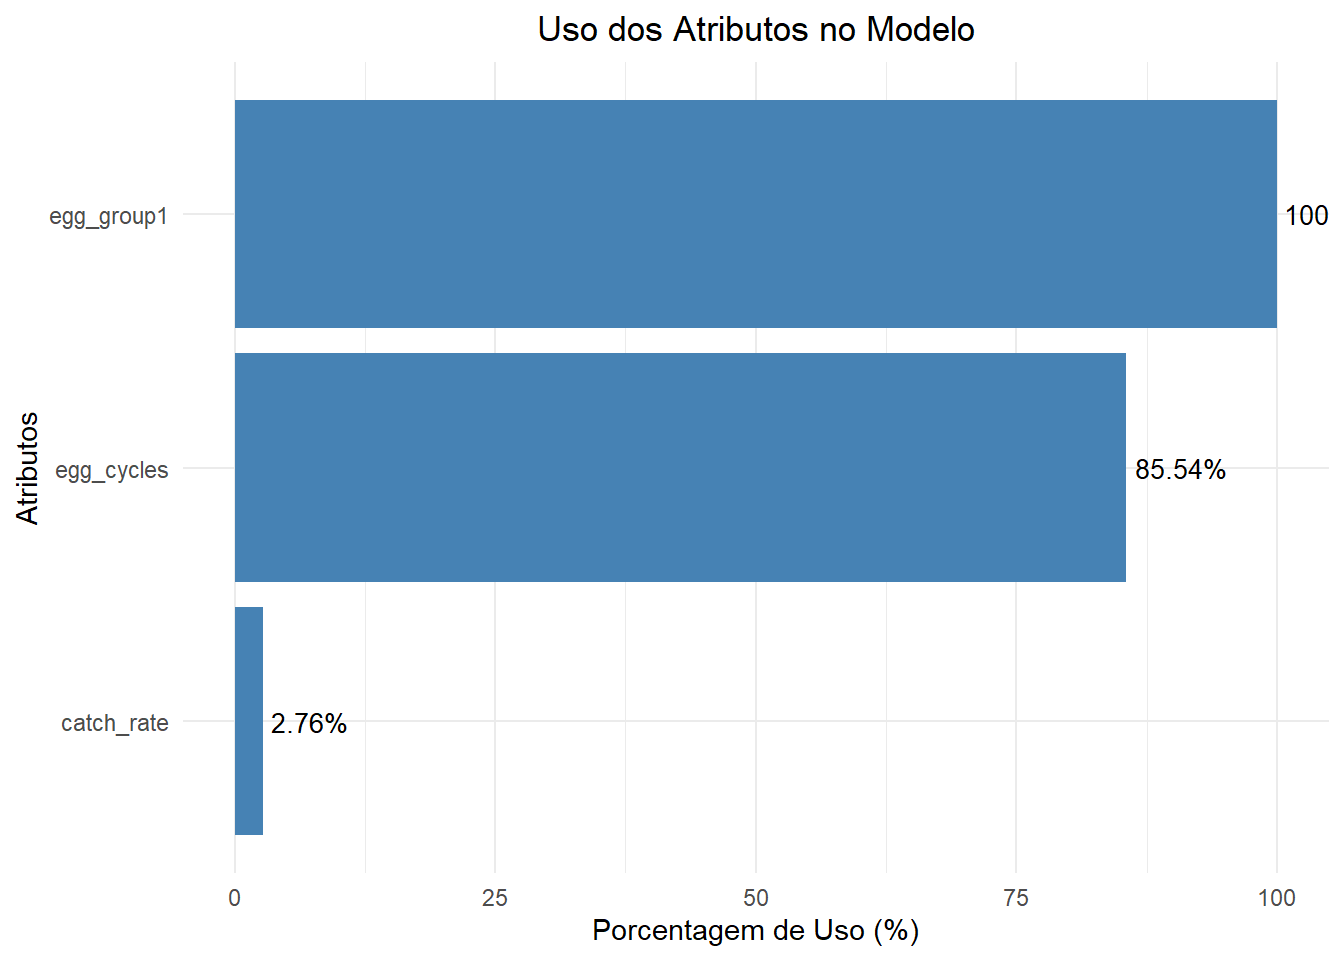 Uso dos Atributos no Modelo
egg_group1
100
Atributos
egg_cycles
85.54%
catch_rate
2.76%
0 25 50 75 100
Porcentagem de Uso (%)